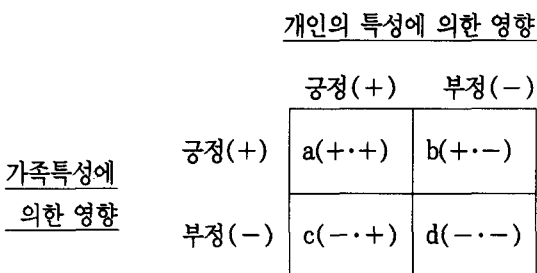 개인의 특성에 의한 영향
긍정(+) 부정(-)
가족특성에
의한 영향
긍정(+) a(+·+) b(+·-)
부정(-) c(-·+) d(-·-)